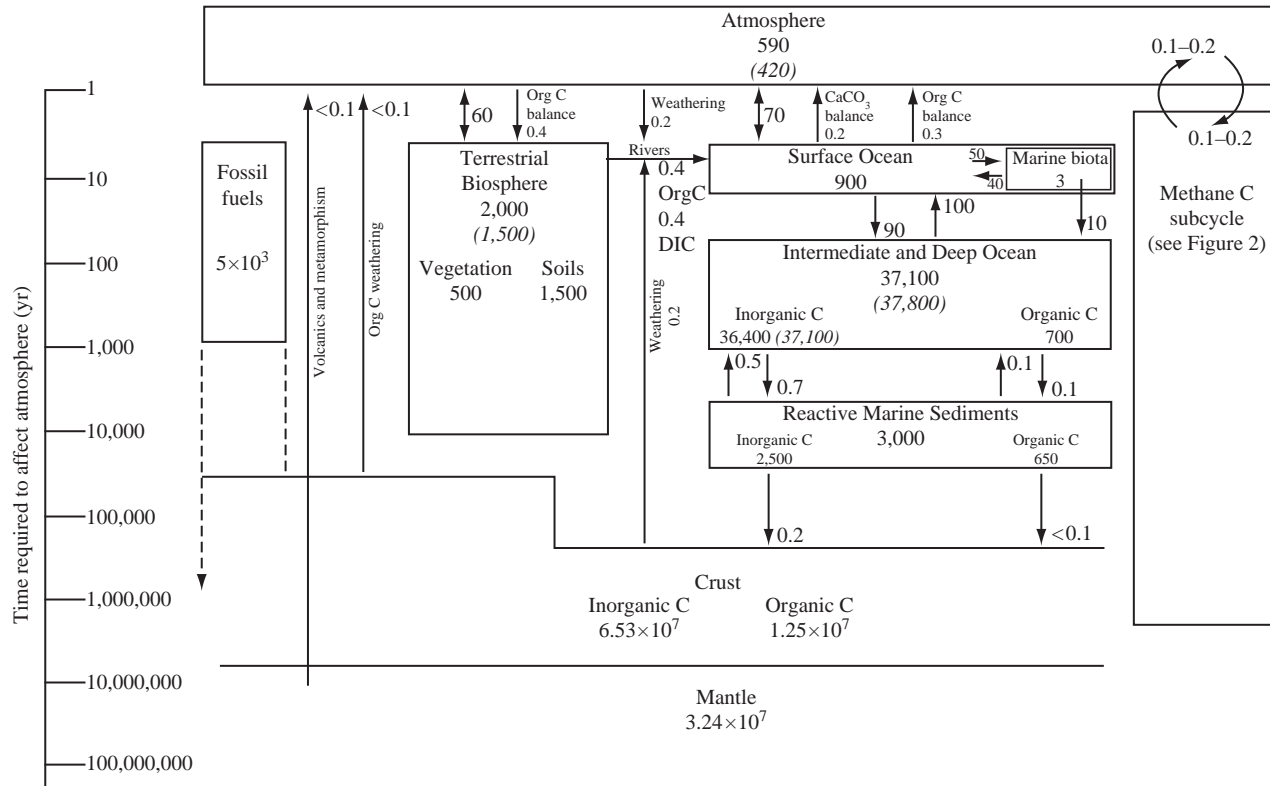 Atmosphere
590
(420)
0.1–0.2
0.1–0.2
Time required to affect atmosphere (yr)
1
10
100
1,000
10,000
100,000
1,000,000
10,000,000
100,000,000
Fossil
fuels
5×10³
<0.1
Volcanics and metamorphism
<0.1
Org C weathering
60
Org C
balance
0.4
Weathering
0.2
70
CaCO₃
balance
0.2
Org C
balance
0.3
Terrestrial
Biosphere
2,000
(1,500)
Vegetation
500
Soils
1,500
Rivers
0.4
OrgC
0.4
DIC
Weathering
0.2
Surface Ocean
900
50
40
Marine biota
3
90
100
10
Intermediate and Deep Ocean
37,100
(37,800)
Inorganic C
36,400 (37,100)
Organic C
700
0.5
0.7
0.1
0.1
Reactive Marine Sediments
3,000
Inorganic C
2,500
Organic C
650
0.2
<0.1
Methane C
subcycle
(see Figure 2)
Crust
Inorganic C
6.53×10⁷
Organic C
1.25×10⁷
Mantle
3.24×10⁷